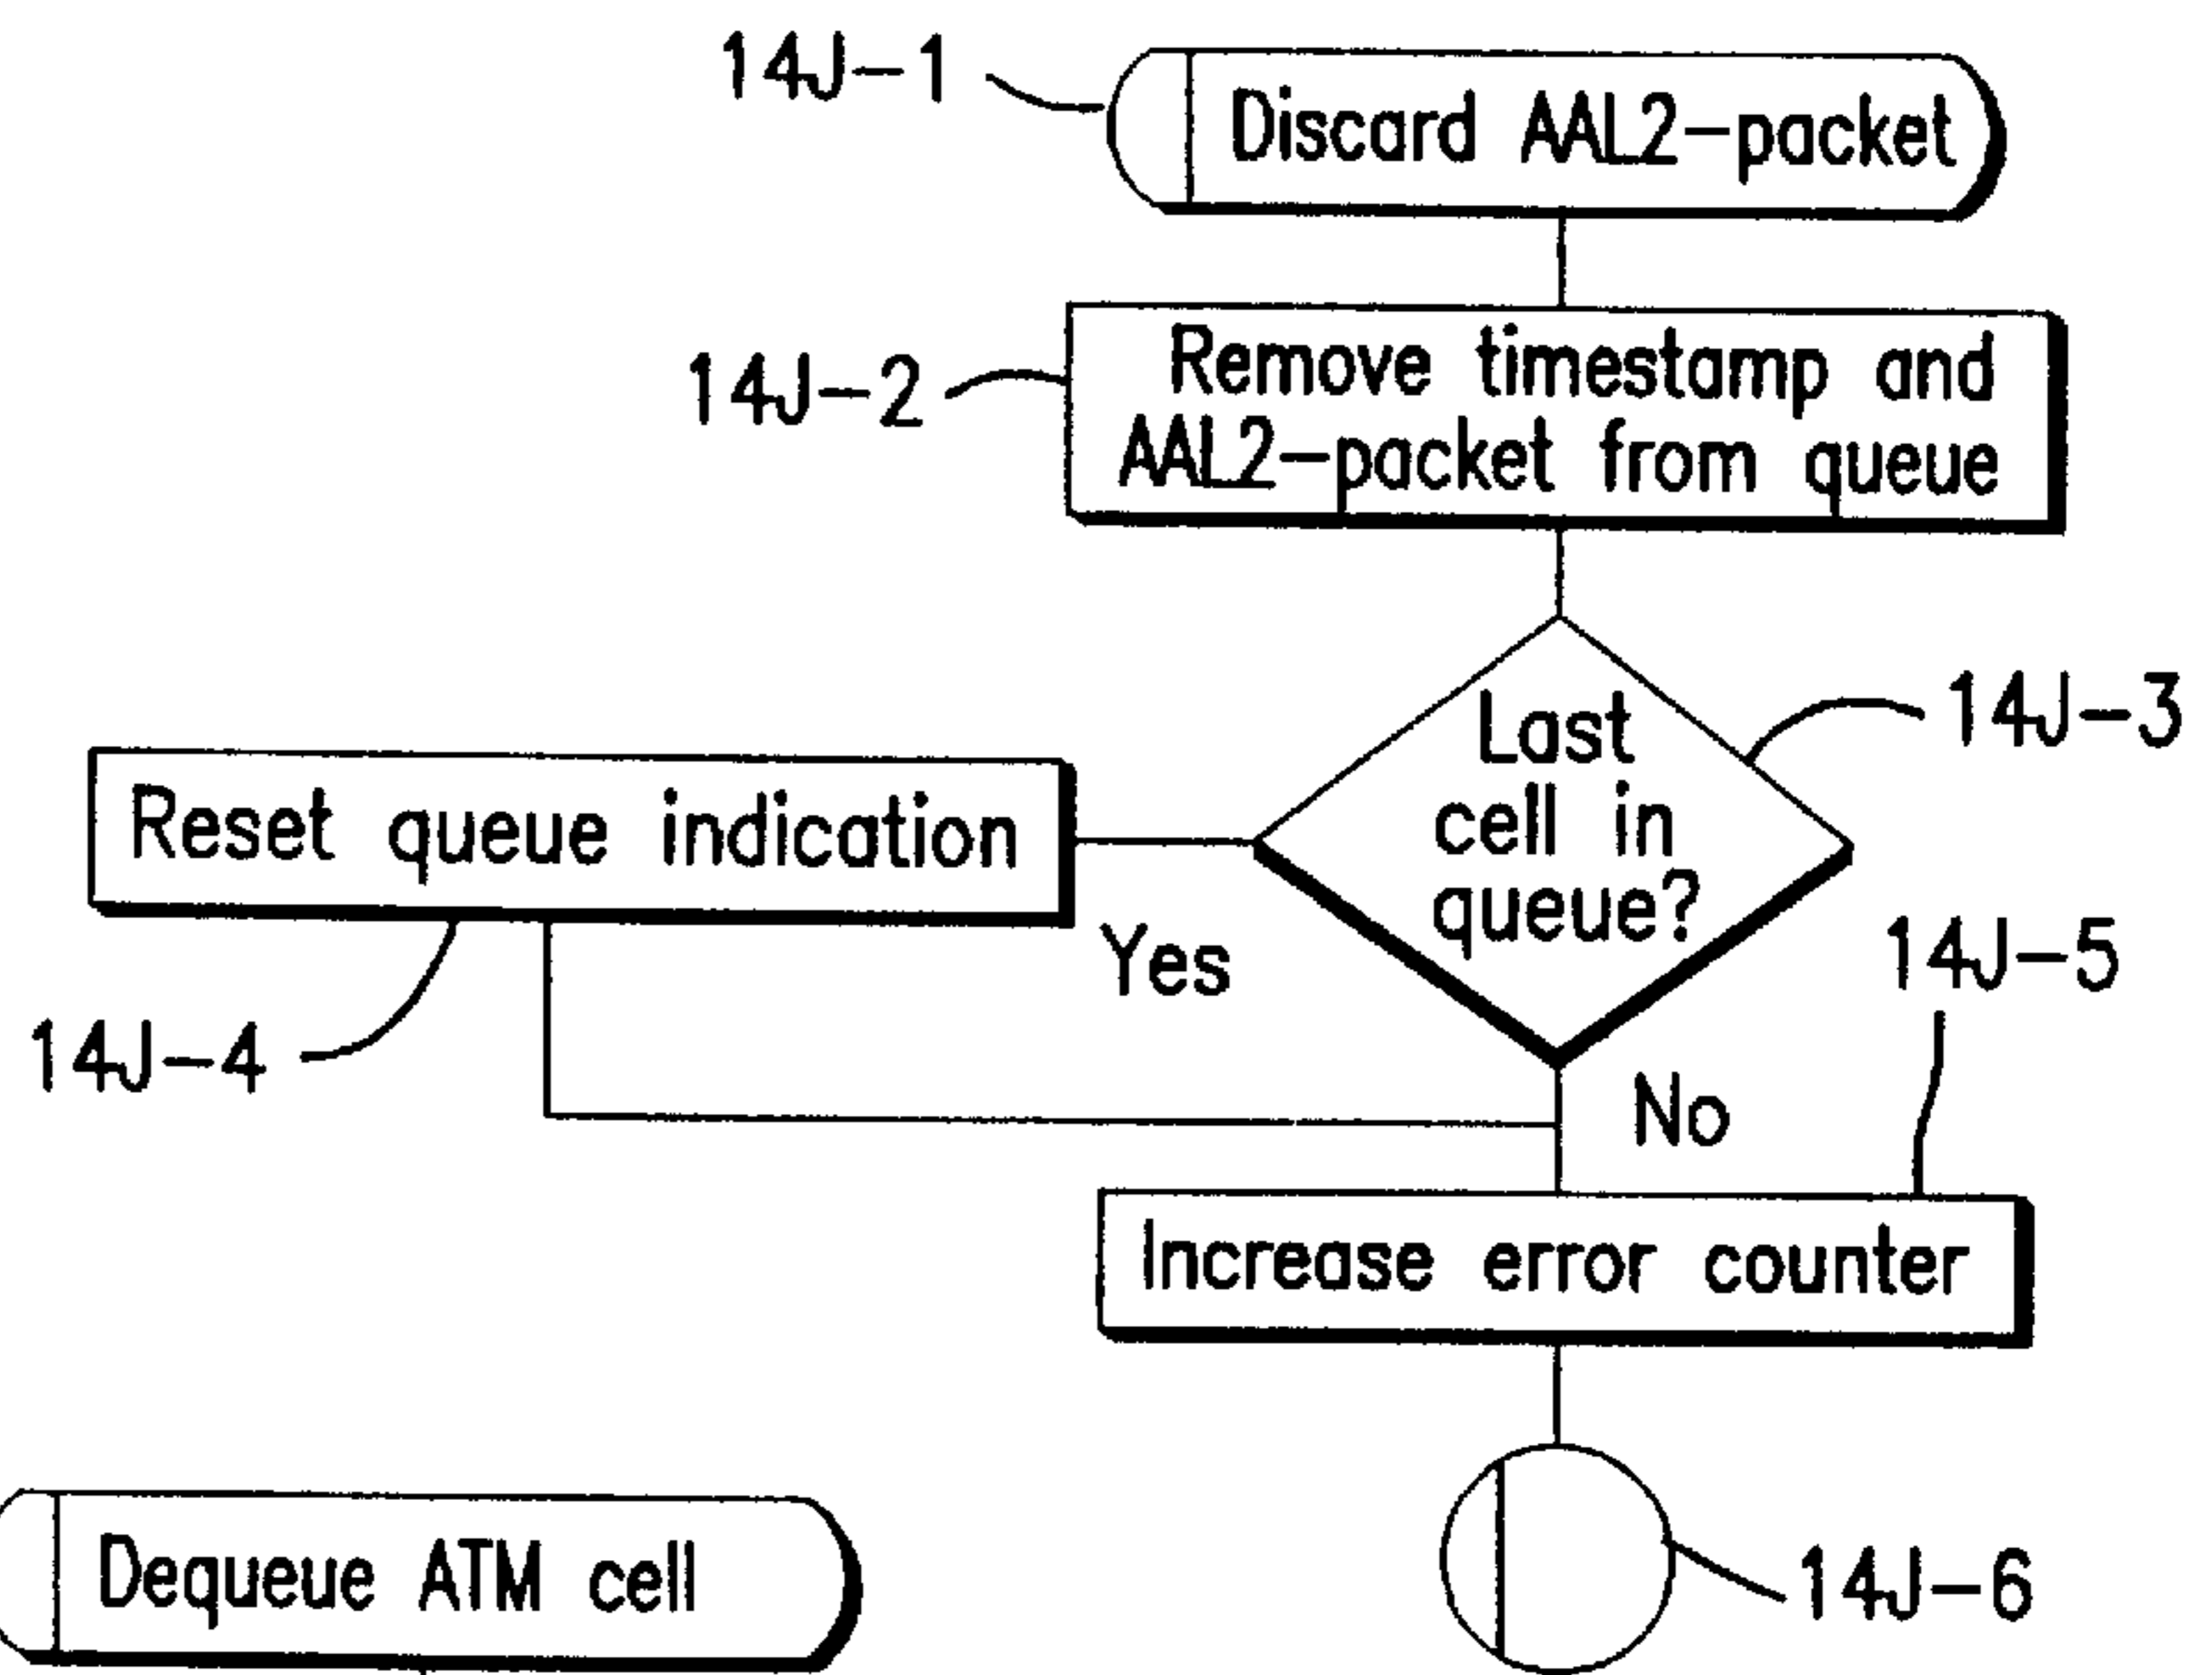 14J-1
Discard AAL2-packet
14J-2
Remove timestamp and
AAL2-packet from queue
14J-3
Last
cell in
queue?
Reset queue indication
Yes
14J-5
14J-4
No
Increase error counter
Dequeue ATM cell
14J-6